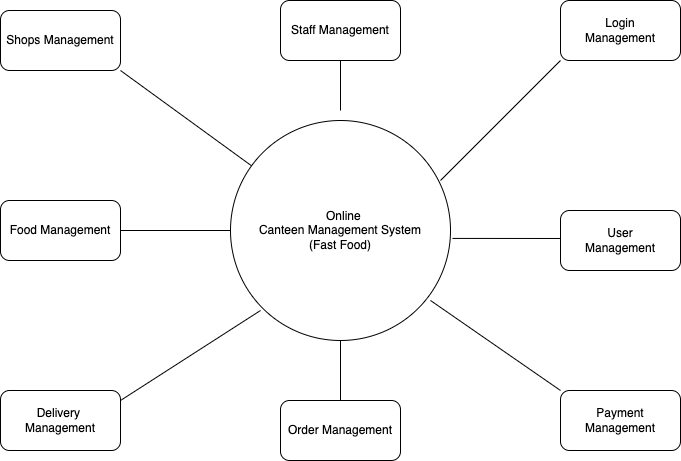 Shops Management
Staff Management
Login
Management
Food Management
Online
Canteen Management System
(Fast Food)
User
Management
Delivery
Management
Order Management
Payment
Management